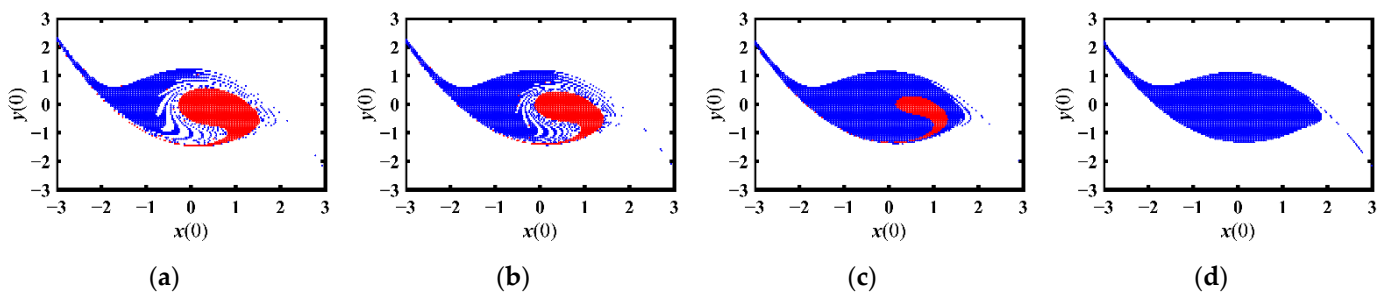 3 3 3 3
2 2 2 2
1 1 1 1
y(0) 0 y(0) 0 y(0) 0 y(0) 0
−1 −1 −1 −1
−2 −2 −2 −2
−3 −3 −3 −3
−3 −2 −1 0 1 2 3 −3 −2 −1 0 1 2 3 −3 −2 −1 0 1 2 3 −3 −2 −1 0 1 2 3
x(0) x(0) x(0) x(0)
(a) (b) (c) (d)